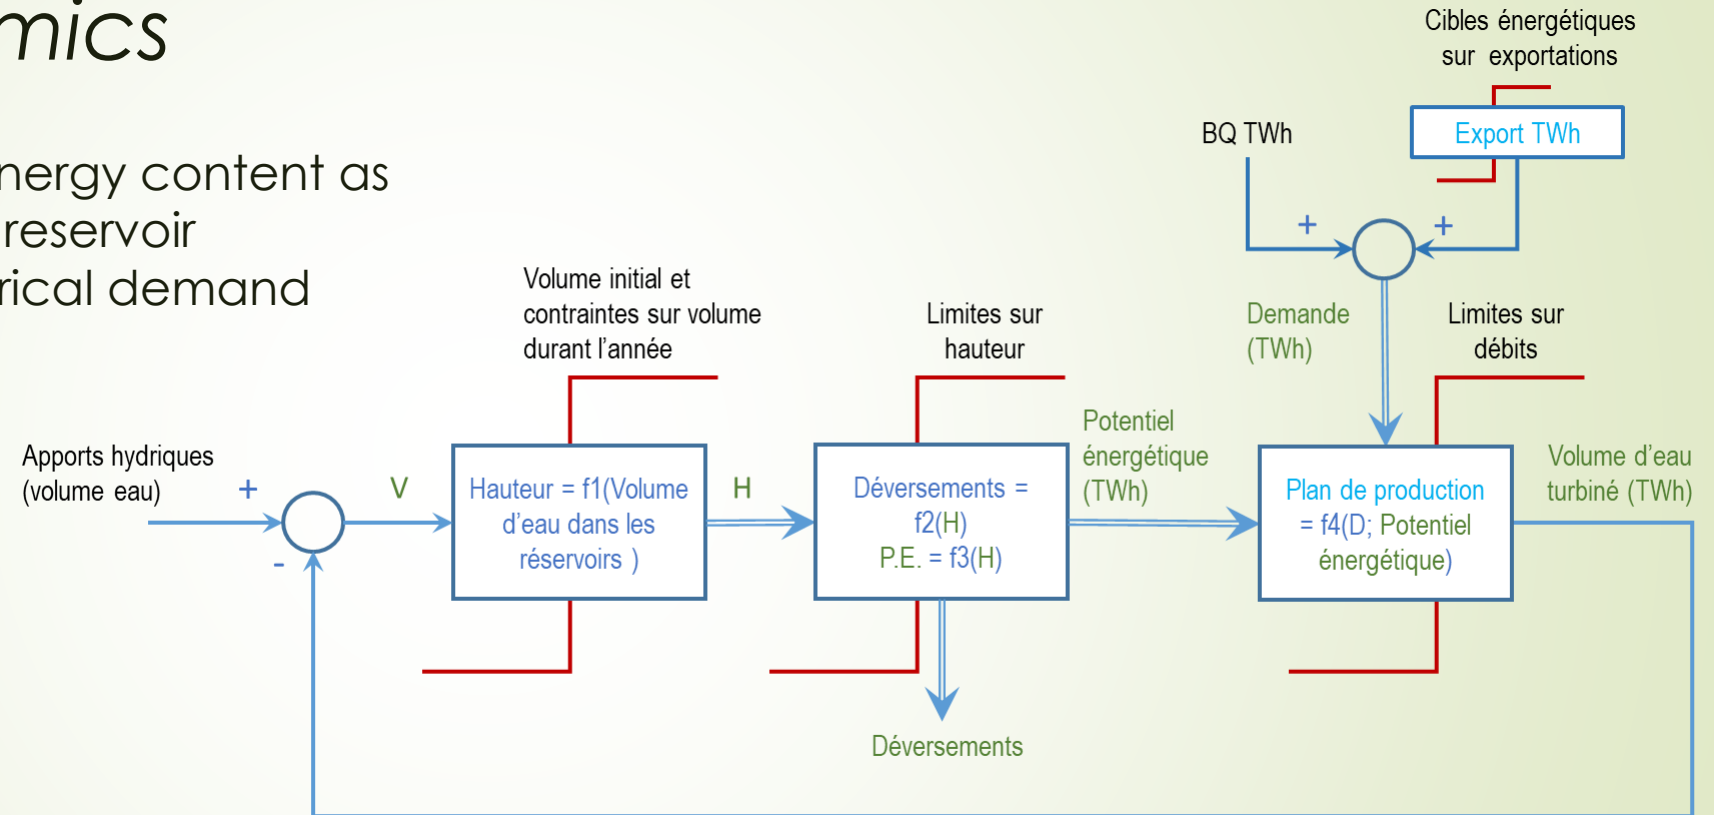 mics
nergy content as
reservoir
rical demand
Cibles énergétiques
sur exportations
BQ TWh
Export TWh
+
+
Demande
(TWh)
Limites sur
débits
Volume initial et
contraintes sur volume
durant l'année
Limites sur
hauteur
Potentiel
énergétique
(TWh)
Apports hydriques
(volume eau)
+
-
V
Hauteur = f1(Volume
d'eau dans les
réservoirs )
H
Déversements =
f2(H)
P.E. = f3(H)
Plan de production
= f4(D; Potentiel
énergétique)
Volume d'eau
turbiné (TWh)
Déversements